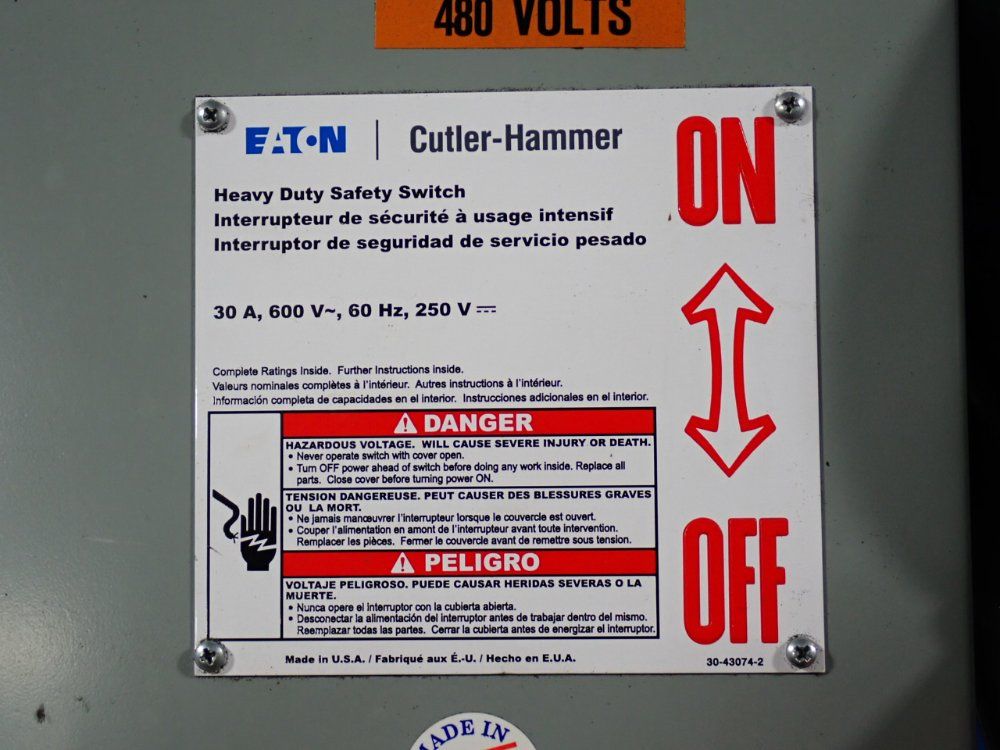 480 VOLTS
EATON | Cutler-Hammer
ON
Heavy Duty Safety Switch
Interrupteur de sécurité à usage intensif
Interruptor de seguridad de servicio pesado
30 A, 600 V~, 60 Hz, 250 V ⎓
Complete Ratings Inside. Further Instructions Inside.
Valeurs nominales complètes à l'intérieur. Autres instructions à l'intérieur.
Información completa de capacidades en el interior. Instrucciones adicionales en el interior.
⚠ DANGER
HAZARDOUS VOLTAGE. WILL CAUSE SEVERE INJURY OR DEATH.
• Never operate switch with cover open.
• Turn OFF power ahead of switch before doing any work inside. Replace all
parts. Close cover before turning power ON.
TENSION DANGEREUSE. PEUT CAUSER DES BLESSURES GRAVES
OU LA MORT.
• Ne jamais manœuvrer l'interrupteur lorsque le couvercle est ouvert.
• Couper l'alimentation en amont de l'interrupteur avant toute intervention.
Remplacer les pièces. Fermer le couvercle avant de remettre sous tension.
⚠ PELIGRO
VOLTAJE PELIGROSO. PUEDE CAUSAR HERIDAS SEVERAS O LA
MUERTE.
• Nunca opere el interruptor con la cubierta abierta.
• Desconectar la alimentación del interruptor antes de trabajar dentro del mismo.
Reemplazar todas las partes. Cerrar la cubierta antes de energizar el interruptor.
OFF
Made in U.S.A. / Fabriqué aux É.-U. / Hecho en E.U.A.
30-43074-2
MADE IN